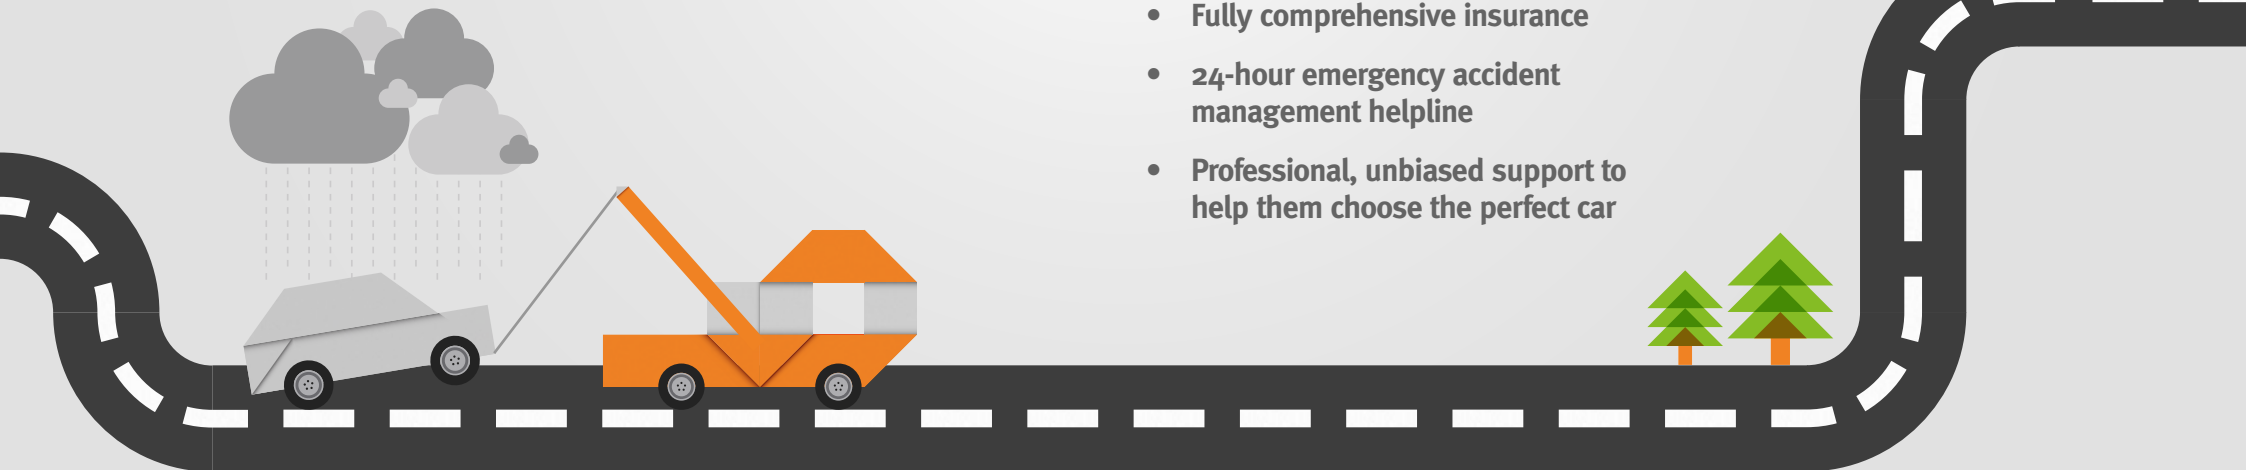 • Fully comprehensive insurance
• 24-hour emergency accident
management helpline
• Professional, unbiased support to
help them choose the perfect car